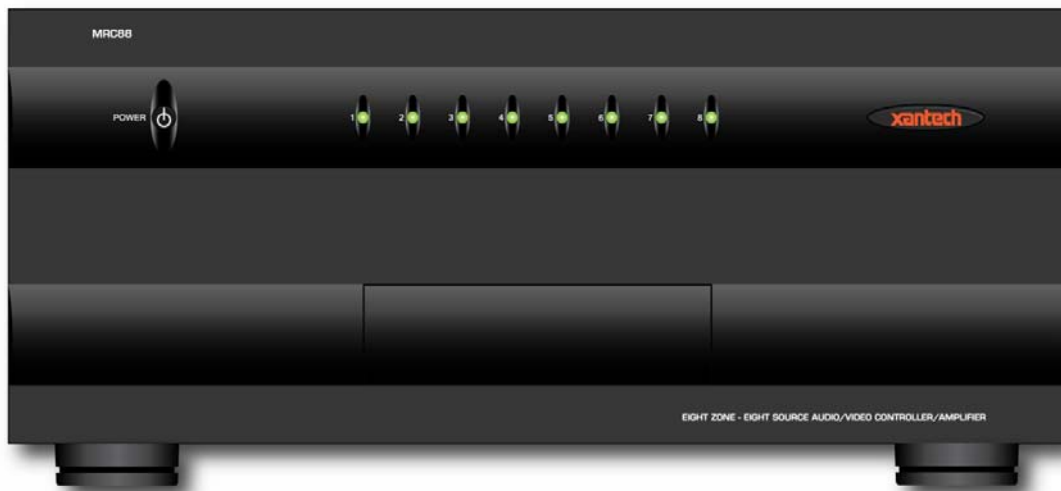 MRC88
POWER 1 2 3 4 5 6 7 8 xantech
EIGHT ZONE - EIGHT SOURCE AUDIO/VIDEO CONTROLLER/AMPLIFIER